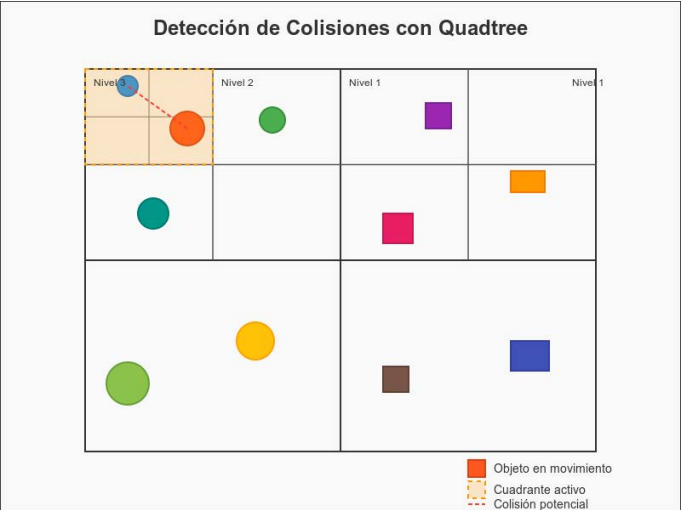 Detección de Colisiones con Quadtree
Nivel 3
Nivel 2
Nivel 1
Nivel 1
Objeto en movimiento
Cuadrante activo
Colisión potencial